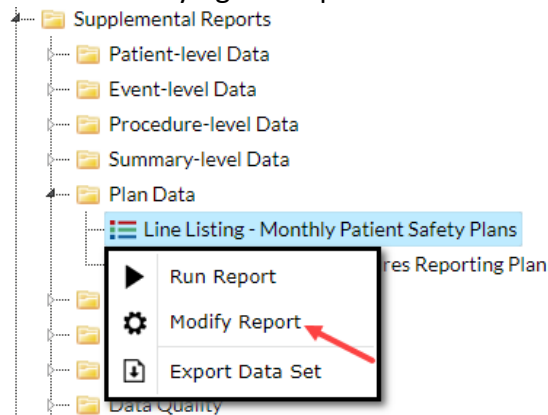 Supplemental Reports
Patient-level Data
Event-level Data
Procedure-level Data
Summary-level Data
Plan Data
Line Listing - Monthly Patient Safety Plans
Run Report
res Reporting Plan
Modify Report
Export Data Set
Data Quality